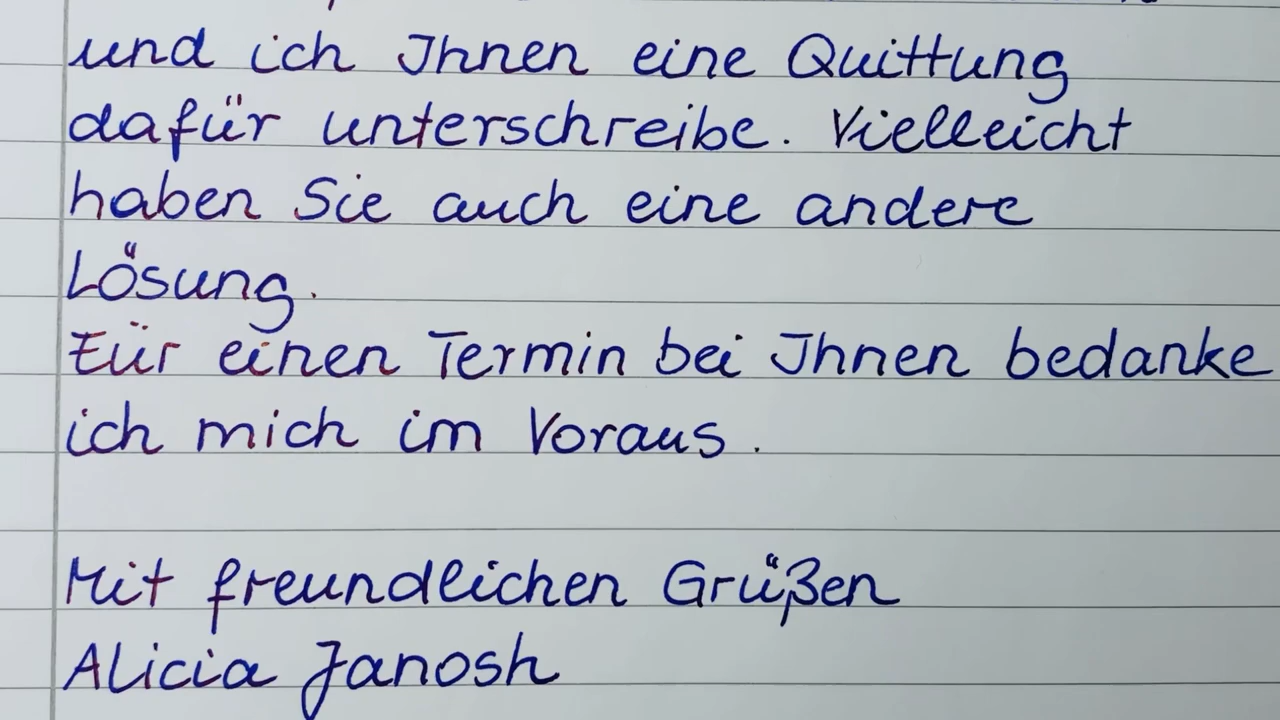 und ich Ihnen eine Quittung
dafür unterschreibe. Vielleicht
haben Sie auch eine andere
Lösung.
Für einen Termin bei Ihnen bedanke
ich mich im Voraus.
Mit freundlichen Grüßen
Alicia Janosh